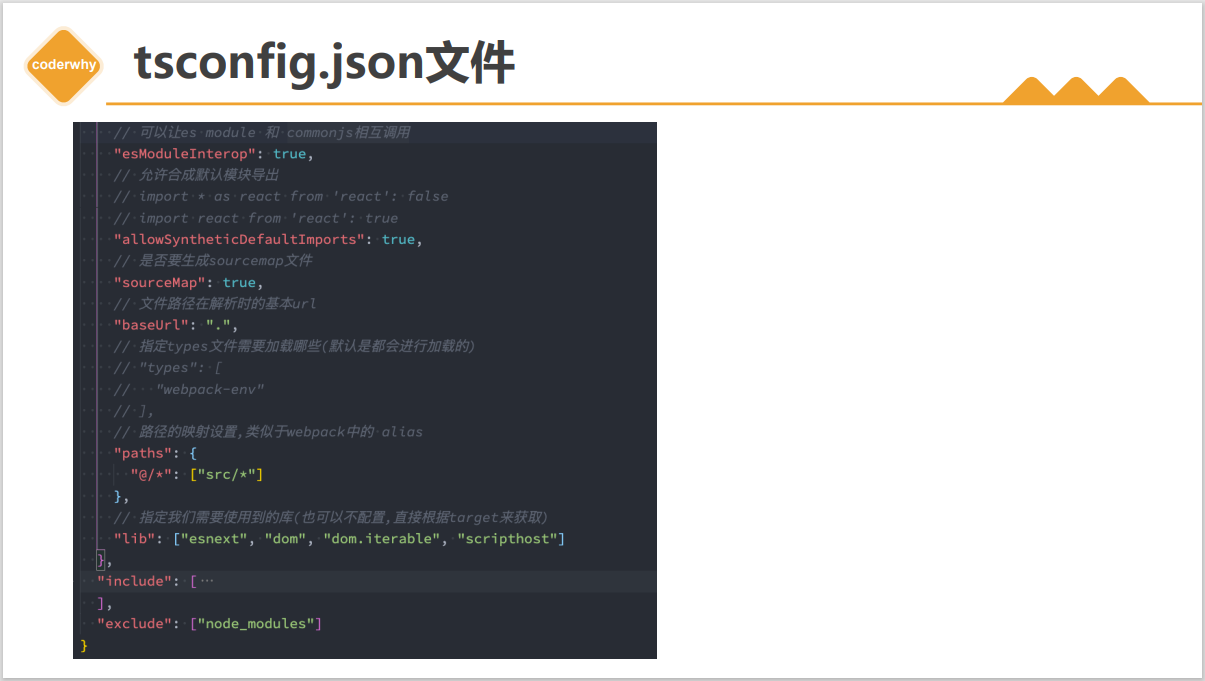 coderwhy
tsconfig.json文件
// 可以让es module 和 commonjs相互调用
"esModuleInterop": true,
// 允许合成默认模块导出
// import * as react from 'react': false
// import react from 'react': true
"allowSyntheticDefaultImports": true,
// 是否要生成sourcemap文件
"sourceMap": true,
// 文件路径在解析时的基本url
"baseUrl": ".",
// 指定types文件需要加载哪些(默认是都会进行加载的)
// "types": [
//   "webpack-env"
// ],
// 路径的映射设置,类似于webpack中的 alias
"paths": {
"@/*": ["src/*"]
},
// 指定我们需要使用到的库(也可以不配置,直接根据target来获取)
"lib": ["esnext", "dom", "dom.iterable", "scripthost"]
},
"include": [ ···
],
"exclude": ["node_modules"]
}